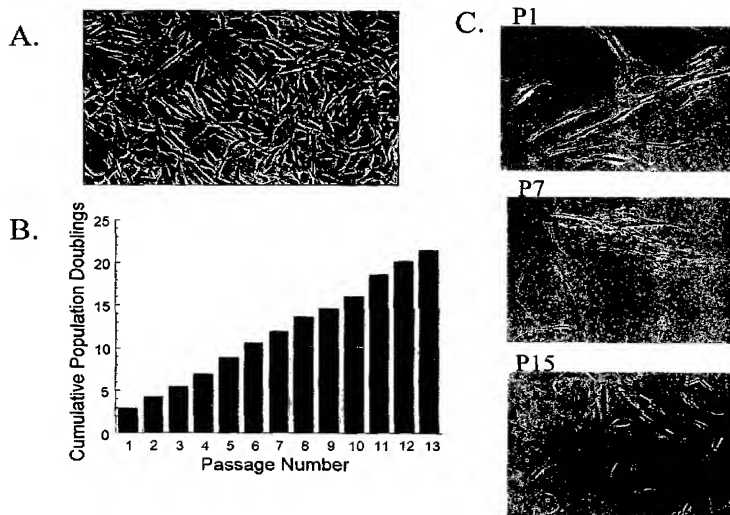 A.
B.
Cumulative Population Doublings
25
20
15
10
5
0
1 2 3 4 5 6 7 8 9 10 11 12 13
Passage Number
C.
P1
P7
P15